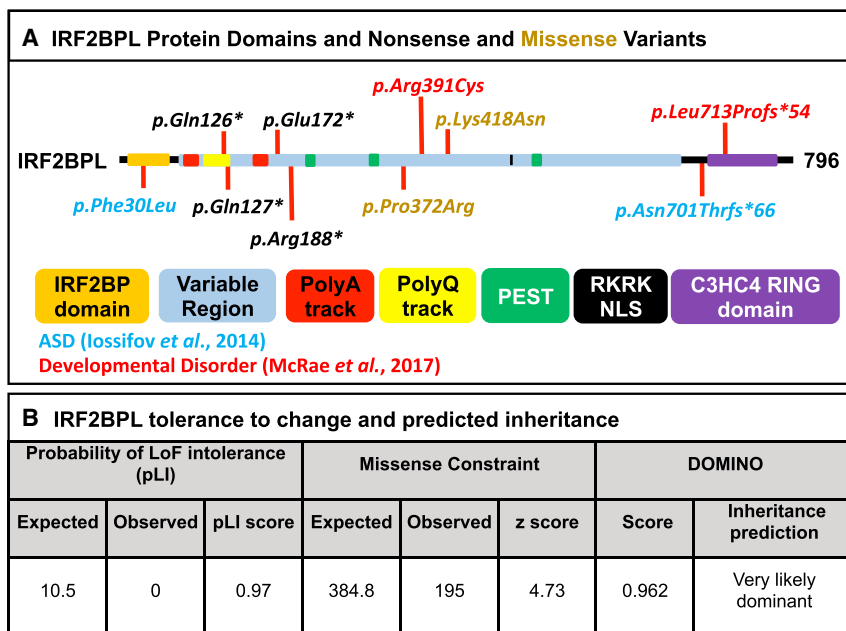 A IRF2BPL Protein Domains and Nonsense and Missense Variants
p.Arg391Cys
p.Leu713Profs*54
p.Gln126*
p.Glu172*
p.Lys418Asn
IRF2BPL
796
p.Phe30Leu
p.Gln127*
p.Pro372Arg
p.Asn701Thrfs*66
p.Arg188*
IRF2BP domain
Variable Region
PolyA track
PolyQ track
PEST
RKRK NLS
C3HC4 RING domain
ASD (Iossifov et al., 2014)
Developmental Disorder (McRae et al., 2017)
B IRF2BPL tolerance to change and predicted inheritance
Probability of LoF intolerance (pLI)
Missense Constraint
DOMINO
Expected
Observed
pLI score
Expected
Observed
z score
Score
Inheritance prediction
10.5
0
0.97
384.8
195
4.73
0.962
Very likely dominant